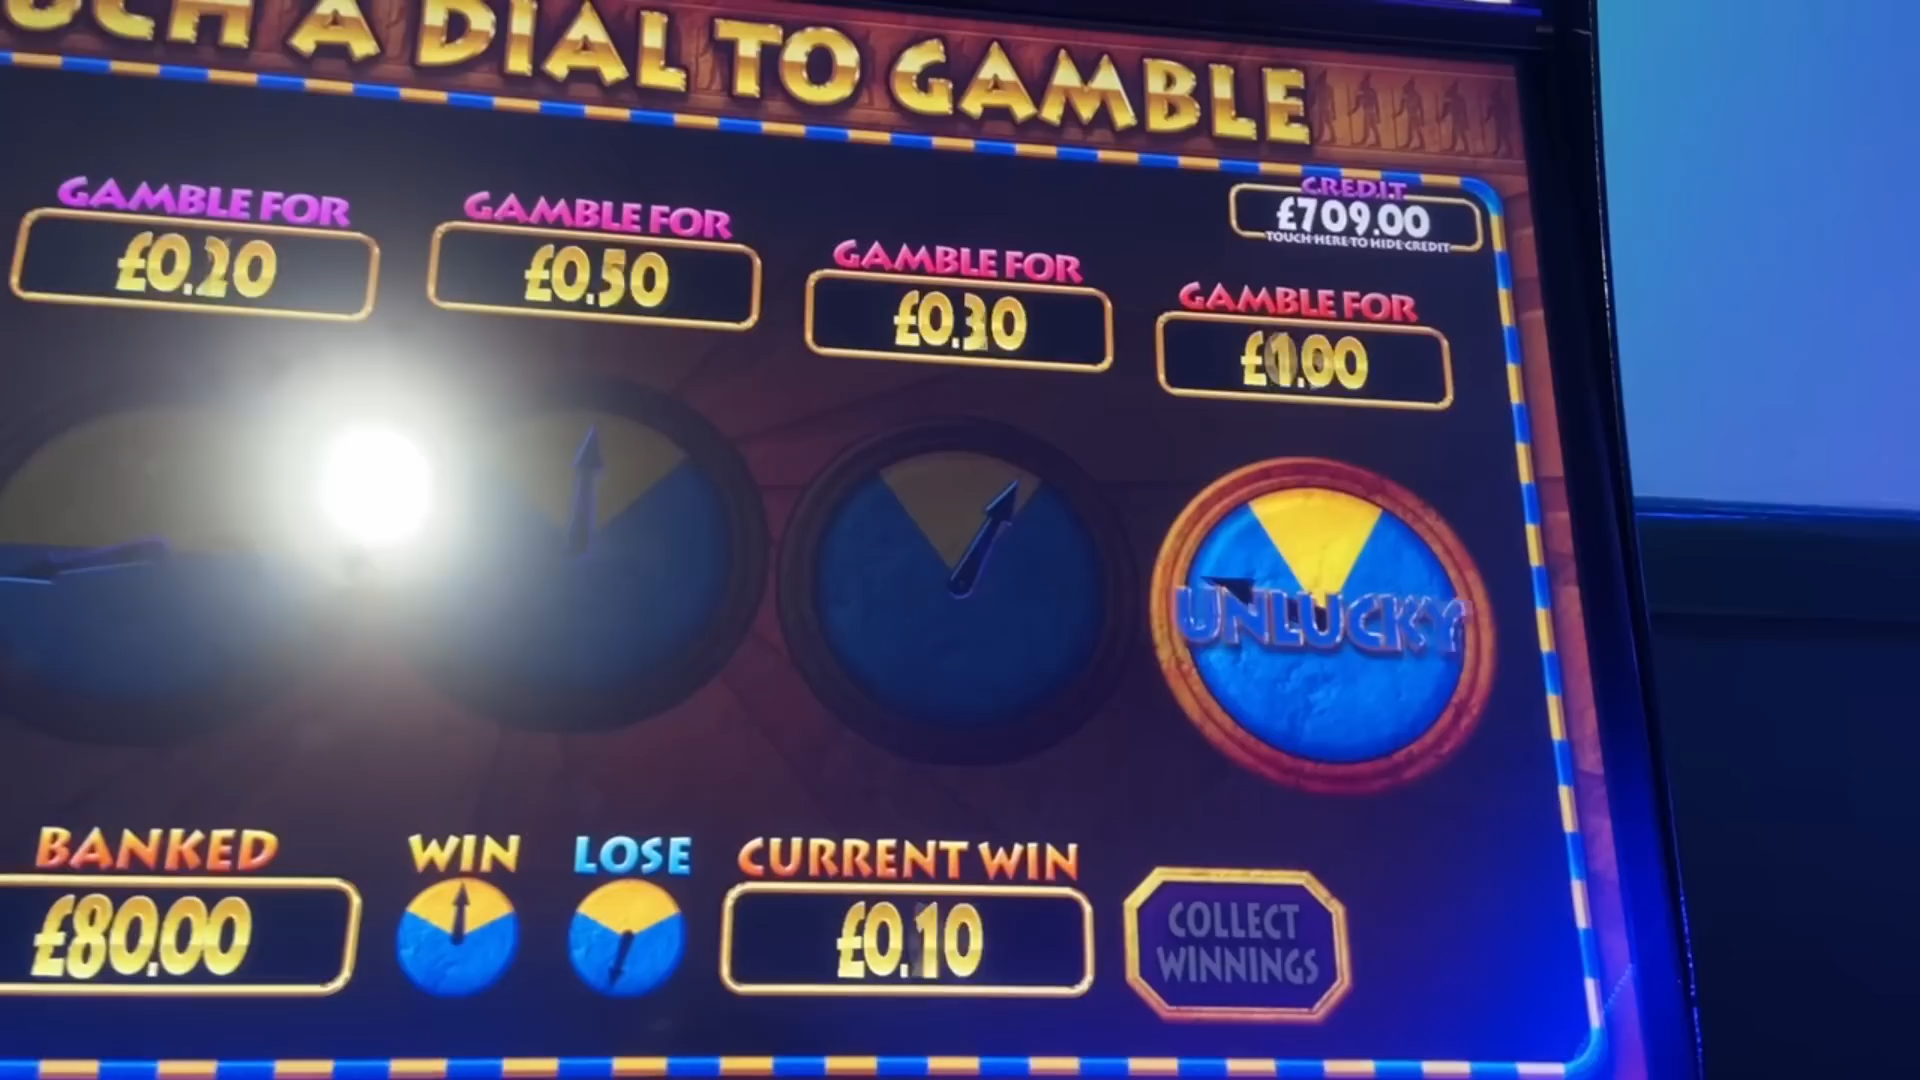 A DIAL TO GAMBLE
CREDIT
£709.00
TOUCH HERE TO HIDE CREDIT
GAMBLE FOR
£0.20
GAMBLE FOR
£0.50
GAMBLE FOR
£0.30
GAMBLE FOR
£1.00
UNLUCKY
BANKED
£80.00
WIN
LOSE
CURRENT WIN
£0.10
COLLECT
WINNINGS